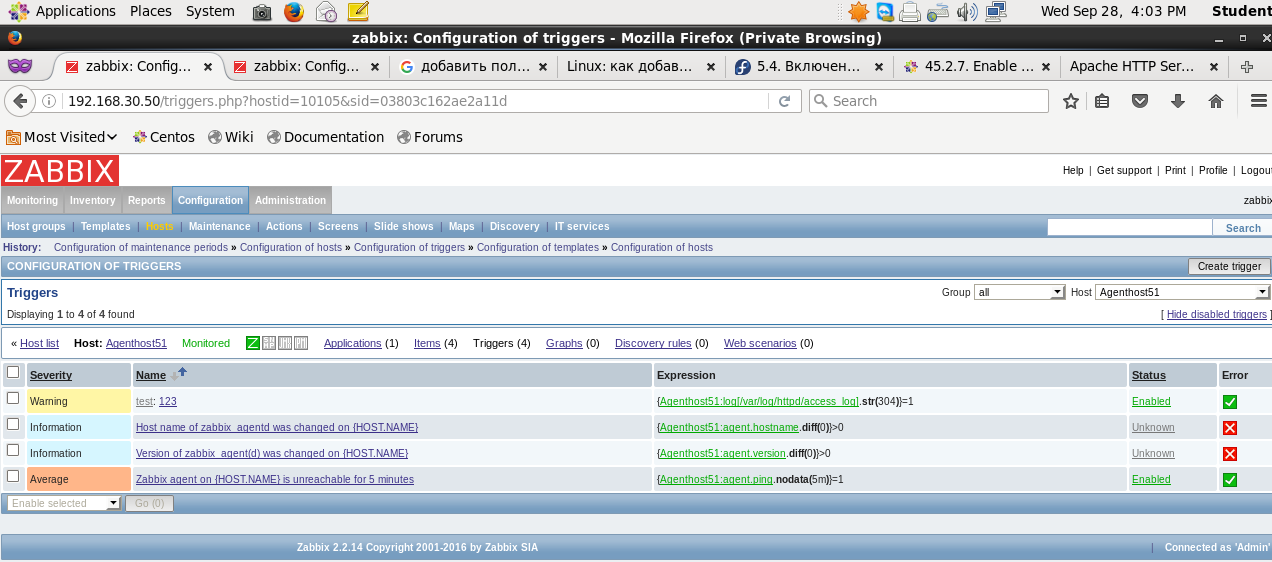 Applications Places System Wed Sep 28, 4:03 PM Student
zabbix: Configuration of triggers - Mozilla Firefox (Private Browsing)
zabbix: Config... zabbix: Config... добавить пол... Linux: как добав... 5.4. Включен... 45.2.7. Enable ... Apache HTTP Ser...
192.168.30.50/triggers.php?hostid=10105&sid=03803c162ae2a11d Search
Most Visited Centos Wiki Documentation Forums
ZABBIX Help | Get support | Print | Profile | Logout
Monitoring Inventory Reports Configuration Administration zabbix
Host groups | Templates | Hosts | Maintenance | Actions | Screens | Slide shows | Maps | Discovery | IT services Search
History: Configuration of maintenance periods » Configuration of hosts » Configuration of triggers » Configuration of templates » Configuration of hosts
CONFIGURATION OF TRIGGERS Create trigger
Triggers Group all Host Agenthost51
Displaying 1 to 4 of 4 found [ Hide disabled triggers ]
« Host list Host: Agenthost51 Monitored Applications (1) Items (4) Triggers (4) Graphs (0) Discovery rules (0) Web scenarios (0)
Severity Name Expression Status Error
Warning test: 123 {Agenthost51:log[/var/log/httpd/access_log].str(304)}=1 Enabled
Information Host name of zabbix_agentd was changed on {HOST.NAME} {Agenthost51:agent.hostname.diff(0)}>0 Unknown
Information Version of zabbix_agent(d) was changed on {HOST.NAME} {Agenthost51:agent.version.diff(0)}>0 Unknown
Average Zabbix agent on {HOST.NAME} is unreachable for 5 minutes {Agenthost51:agent.ping.nodata(5m)}=1 Enabled
Enable selected Go (0)
Zabbix 2.2.14 Copyright 2001-2016 by Zabbix SIA | Connected as 'Admin'